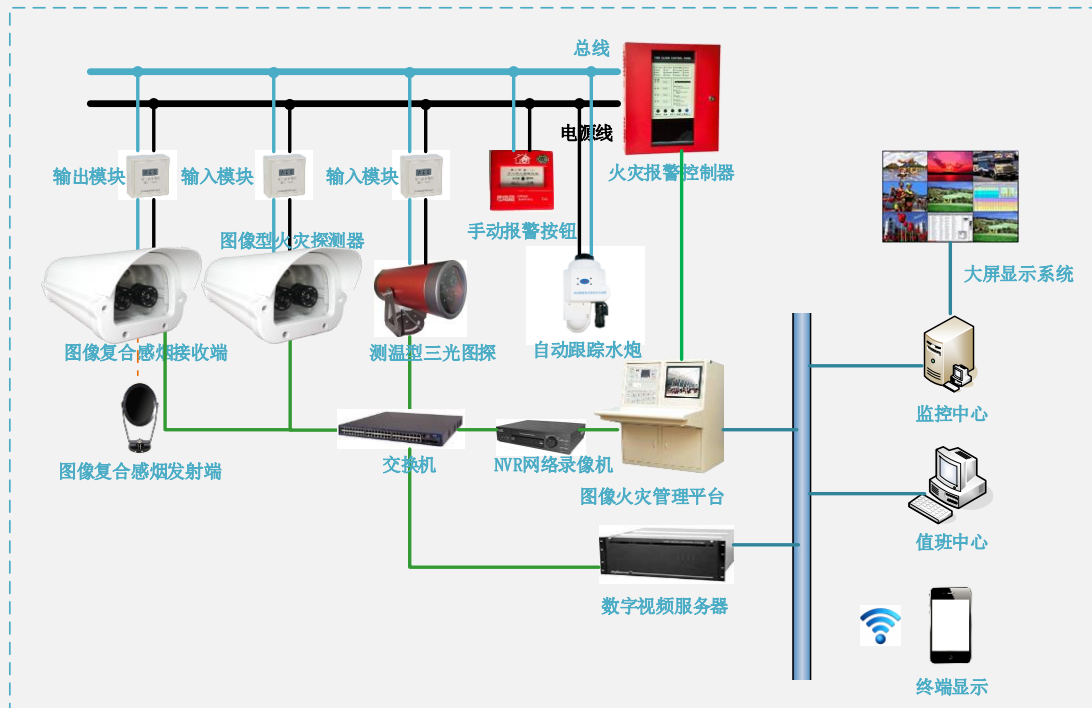 总线
电源线
火灾报警控制器
输出模块
输入模块
输入模块
手动报警按钮
图像型火灾探测器
大屏显示系统
图像复合感烟接收端
测温型三光图探
自动跟踪水炮
监控中心
图像复合感烟发射端
交换机
NVR网络录像机
图像火灾管理平台
值班中心
数字视频服务器
终端显示